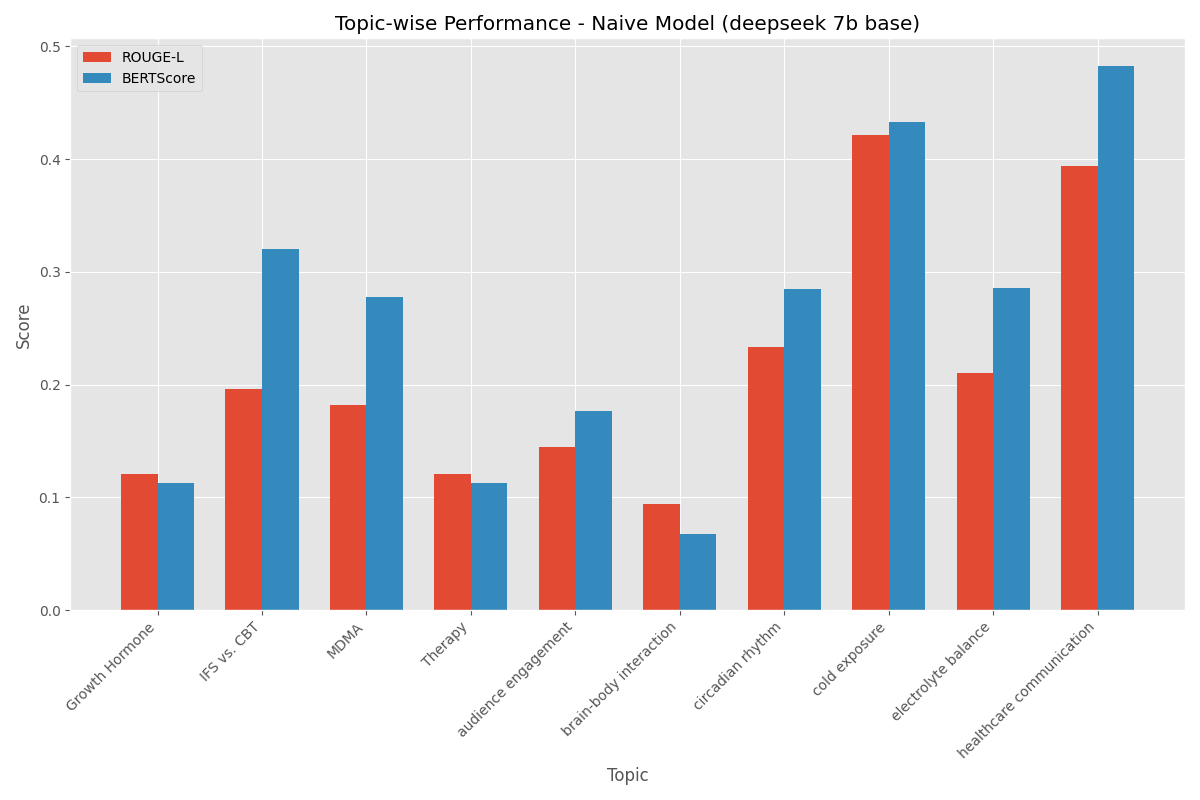 Topic-wise Performance - Naive Model (deepseek 7b base)
ROUGE-L
BERTScore
Score
0.5
0.4
0.3
0.2
0.1
0.0
Growth Hormone
IFS vs. CBT
MDMA
Therapy
audience engagement
brain-body interaction
circadian rhythm
cold exposure
electrolyte balance
healthcare communication
Topic